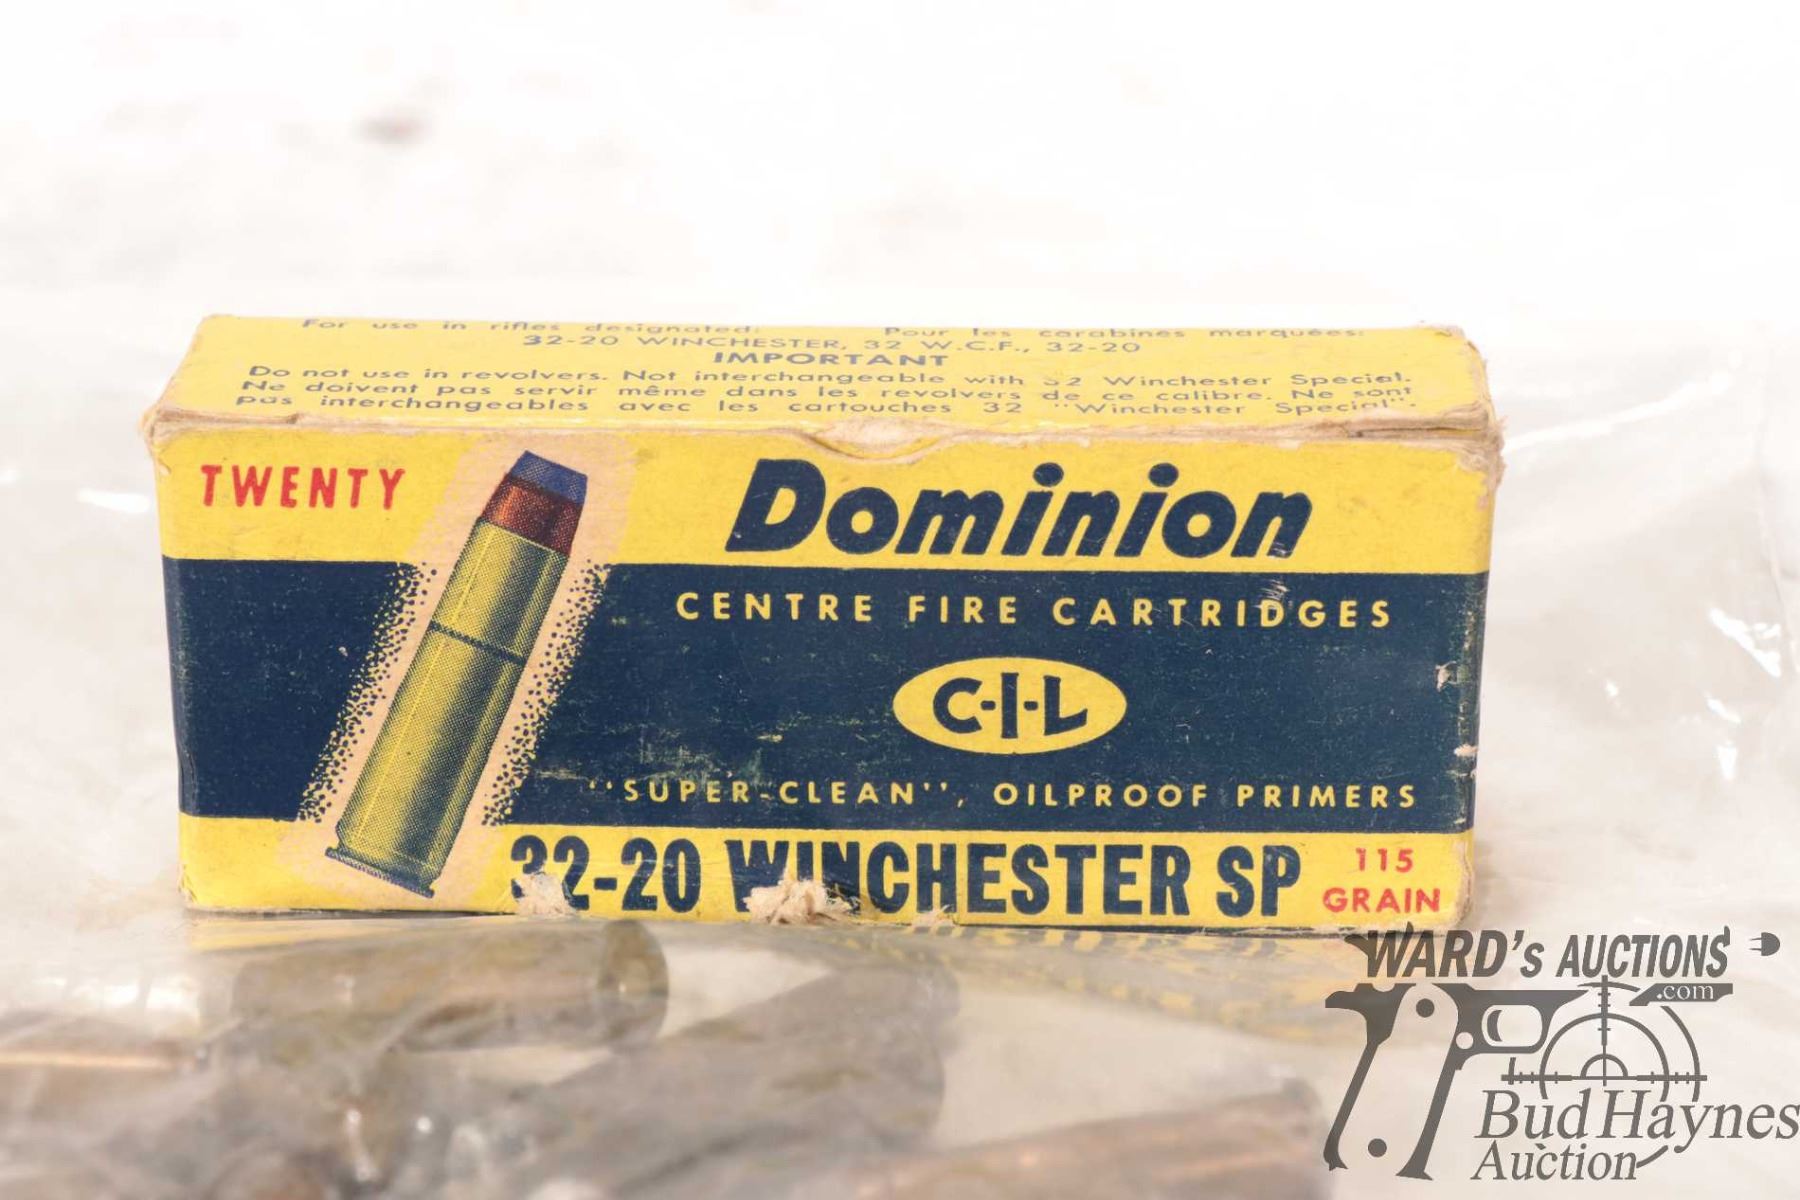 For use in rifles designated: Pour les carabines marquées:
32-20 WINCHESTER, 32 W.C.F., 32-20
IMPORTANT
Do not use in revolvers. Not interchangeable with 32 Winchester Special.
Ne doivent pas servir même dans les revolvers de ce calibre. Ne sont
pas interchangeables avec les cartouches 32 "Winchester Special".
TWENTY
Dominion
CENTRE FIRE CARTRIDGES
C-I-L
"SUPER-CLEAN", OILPROOF PRIMERS
32-20 WINCHESTER SP
115
GRAIN
WARD's AUCTIONS
.com
Bud Haynes
Auction